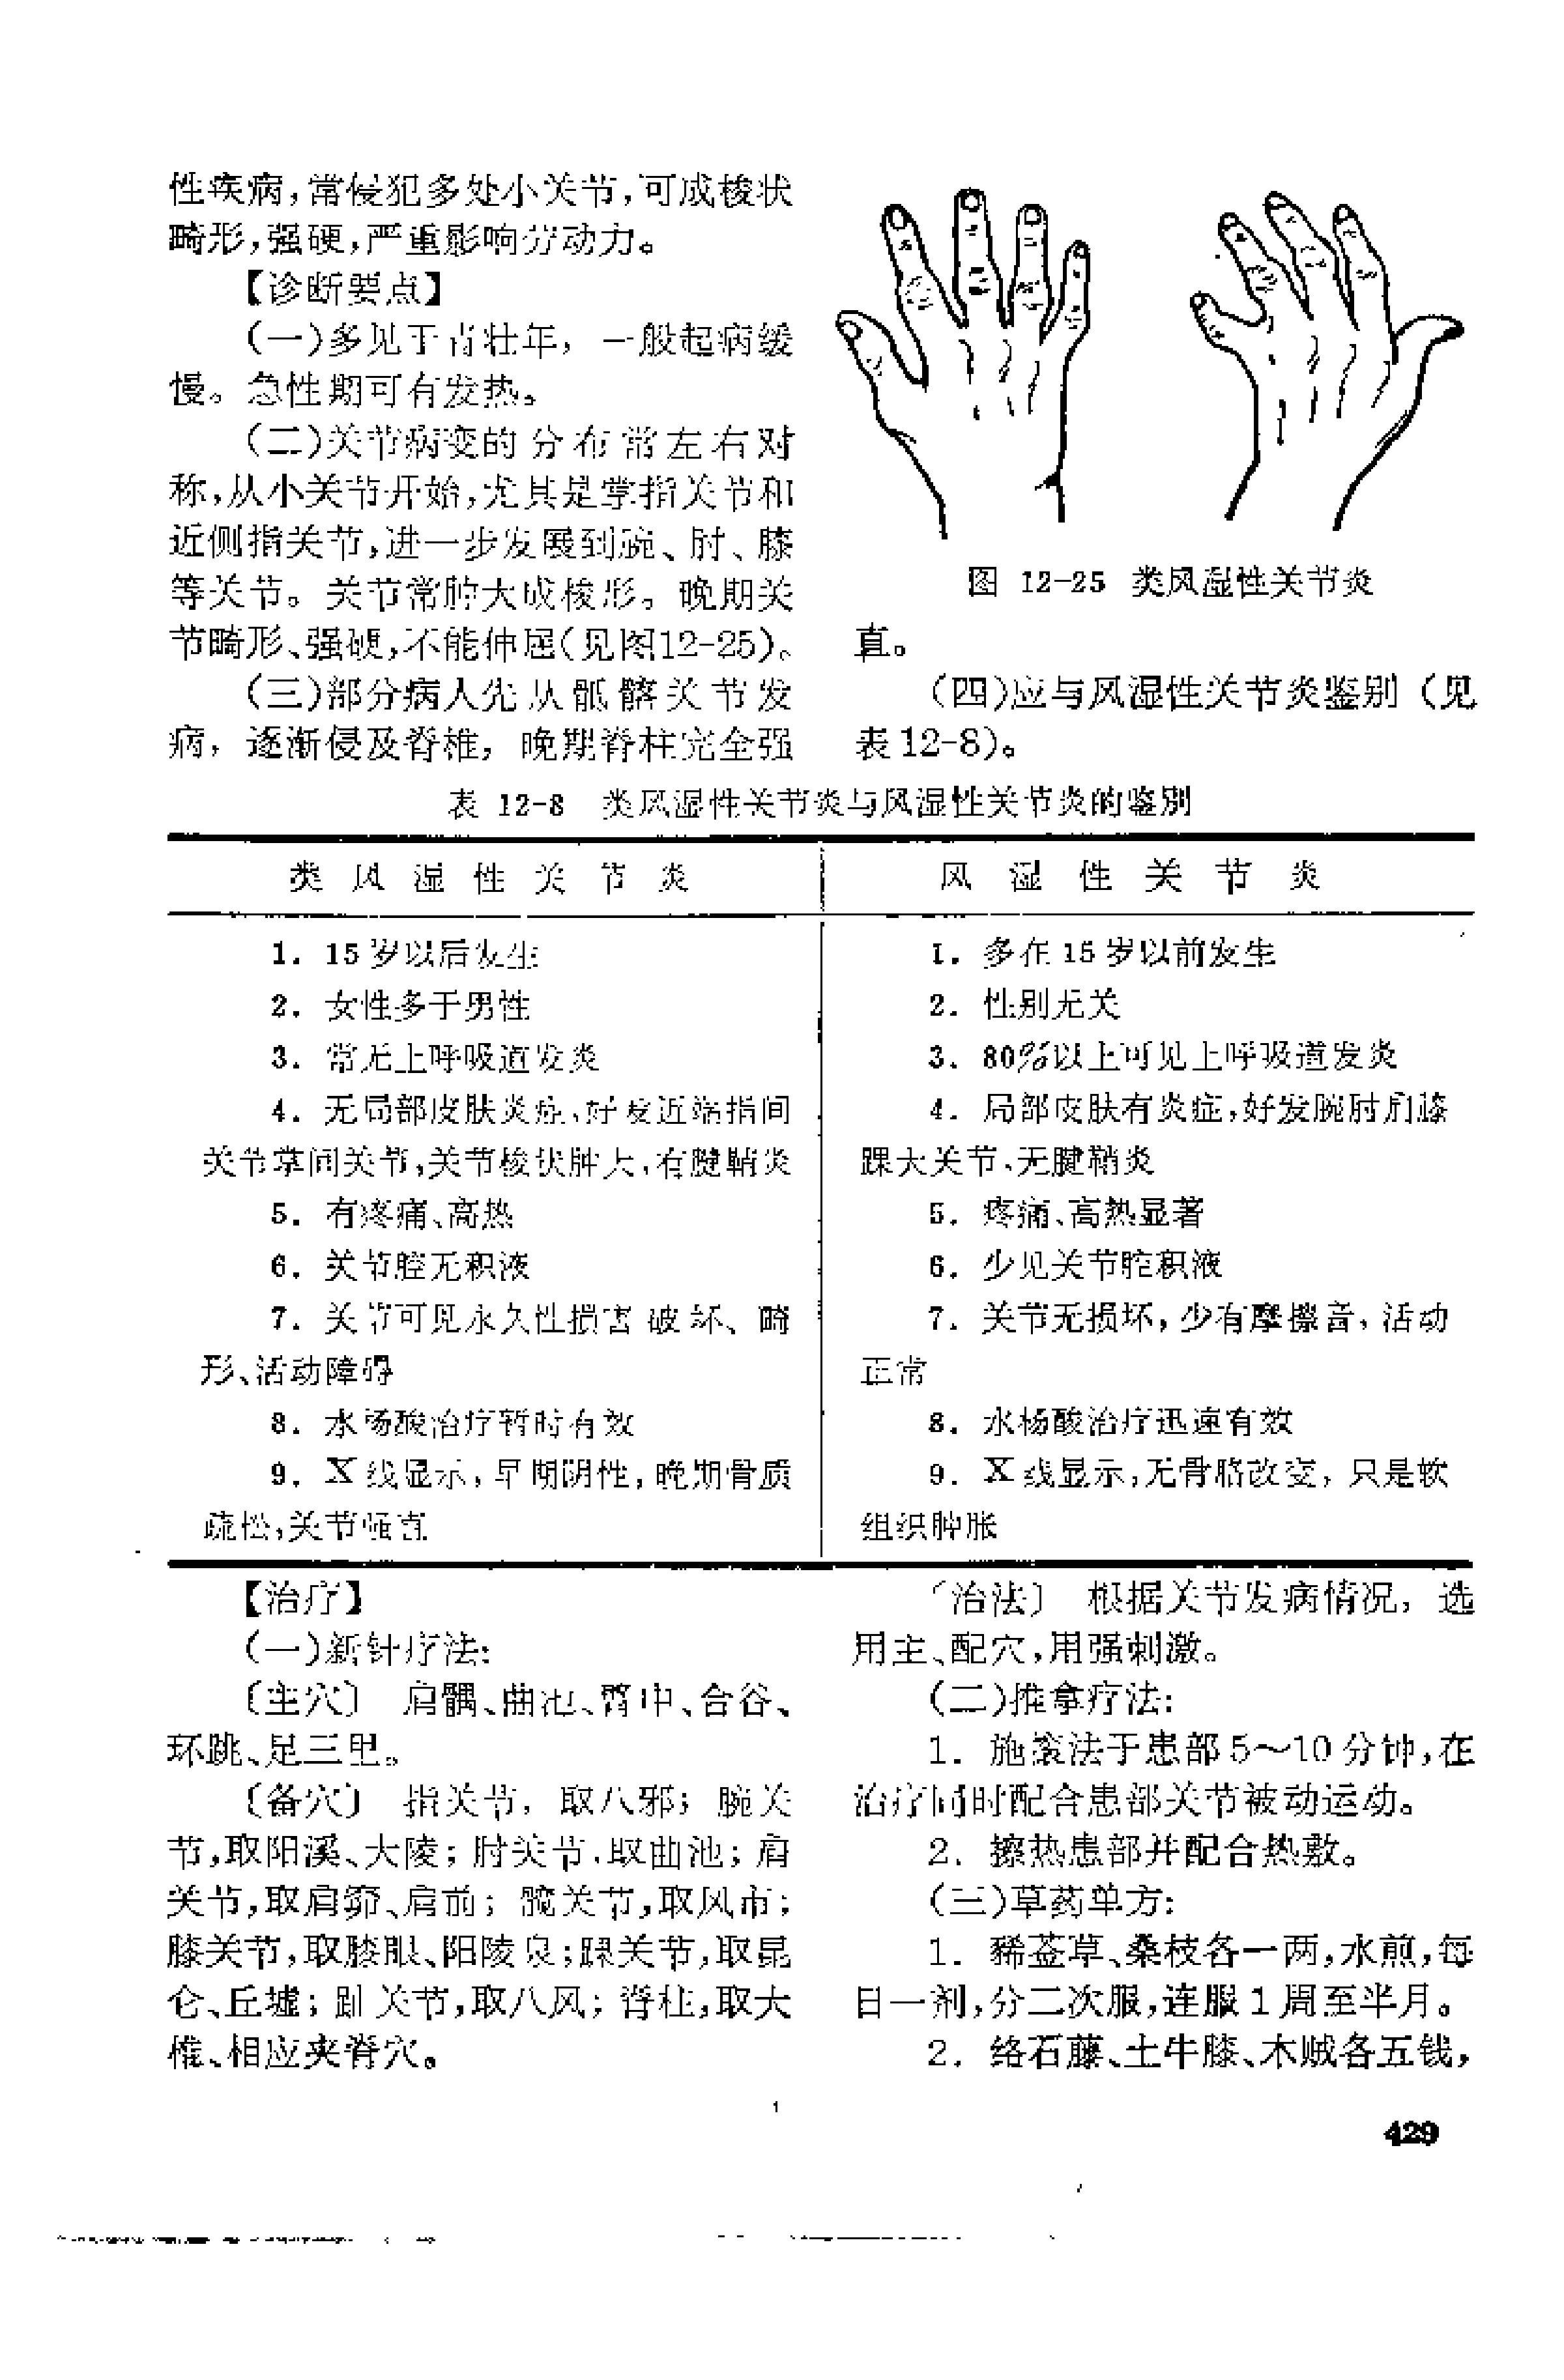 性疾病,常侵犯多处小关节,可成梭状
畸形,强硬,严重影响劳动力。
【诊断要点】
(一)多见于青壮年，一般起病缓
慢。急性期可有发热。
(二)关节病变的分布常左右对
称,从小关节开始,尤其是掌指关节和
近侧指关节,进一步发展到腕、肘、膝
等关节。关节常肿大成梭形。晚期关
节畸形、强硬,不能伸屈(见图12-25)。
(三)部分病人先从骶髂关节发
病，逐渐侵及脊椎，晚期脊柱完全强
图 12-25 类风湿性关节炎
直。
(四)应与风湿性关节炎鉴别（见
表12-8)。
表 12-8 类风湿性关节炎与风湿性关节炎的鉴别
类风湿性关节炎
1. 15岁以后发生
2. 女性多于男性
3. 常无上呼吸道发炎
4. 无局部皮肤炎症,好发近端指间
关节掌间关节,关节梭状肿大,有腱鞘炎
5. 有疼痛、高热
6. 关节腔无积液
7. 关节可见永久性损害破坏、畸
形、活动障碍
8. 水杨酸治疗暂时有效
9. X线显示,早期阴性,晚期骨质
疏松,关节强直
风湿性关节炎
1. 多在15岁以前发生
2. 性别无关
3. 80%以上可见上呼吸道发炎
4. 局部皮肤有炎症,好发腕肘肩膝
踝大关节、无腱鞘炎
5. 疼痛、高热显著
6. 少见关节腔积液
7. 关节无损坏，少有摩擦音，活动
正常
8. 水杨酸治疗迅速有效
9. X线显示,无骨骼改变，只是软
组织肿胀
【治疗】
(一)新针疗法:
〔主穴〕 肩髃、曲池、臂中、合谷、
环跳、足三里。
〔备穴〕 指关节，取八邪；腕关
节,取阳溪、大陵；肘关节,取曲池；肩
关节,取肩髎、肩前；髋关节,取风市；
膝关节,取膝眼、阳陵泉;踝关节,取昆
仑、丘墟；趾关节,取八风；脊柱,取大
椎、相应夹脊穴。
〔治法〕 根据关节发病情况，选
用主、配穴,用强刺激。
(二)推拿疗法:
1. 施滚法于患部5～10分钟,在
治疗同时配合患部关节被动运动。
2. 擦热患部并配合热敷。
(三)草药单方:
1. 豨莶草、桑枝各一两,水煎,每
日一剂,分二次服,连服1周至半月。
2. 络石藤、土牛膝、木贼各五钱，
429